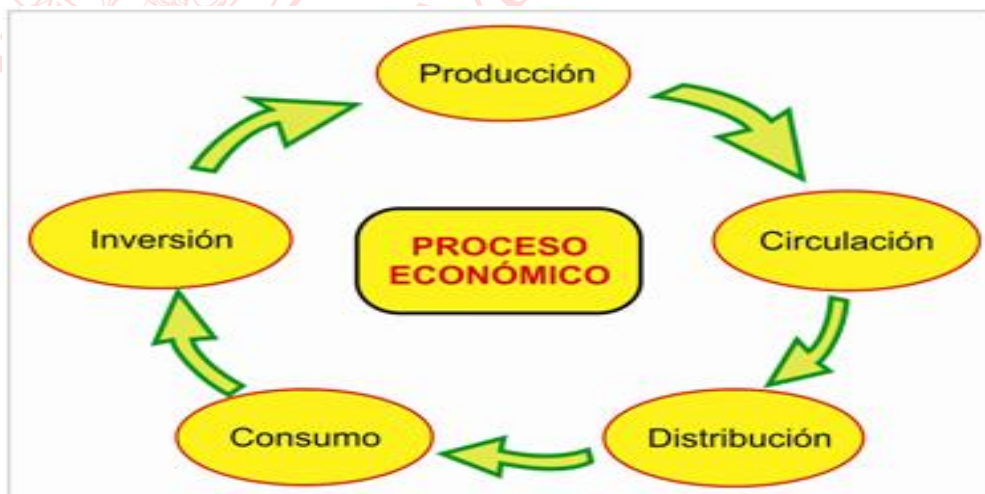 Producción
Inversión
PROCESO
ECONÓMICO
Circulación
Consumo
Distribución